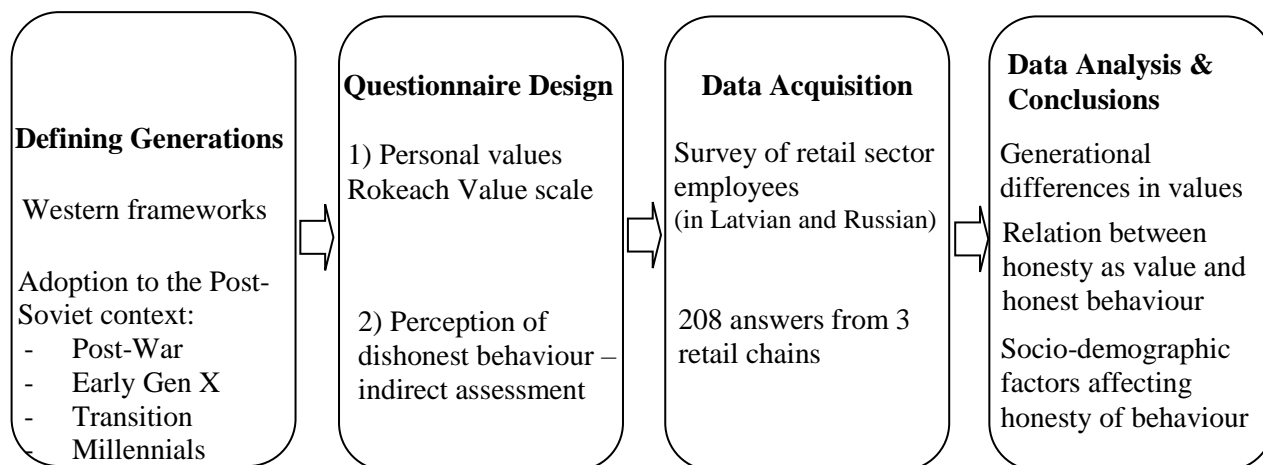 Defining Generations
Western frameworks
Adoption to the Post-
Soviet context:
- Post-War
- Early Gen X
- Transition
- Millennials
Questionnaire Design
1) Personal values
Rokeach Value scale
2) Perception of
dishonest behaviour –
indirect assessment
Data Acquisition
Survey of retail sector
employees
(in Latvian and Russian)
208 answers from 3
retail chains
Data Analysis &
Conclusions
Generational
differences in values
Relation between
honesty as value and
honest behaviour
Socio-demographic
factors affecting
honesty of behaviour